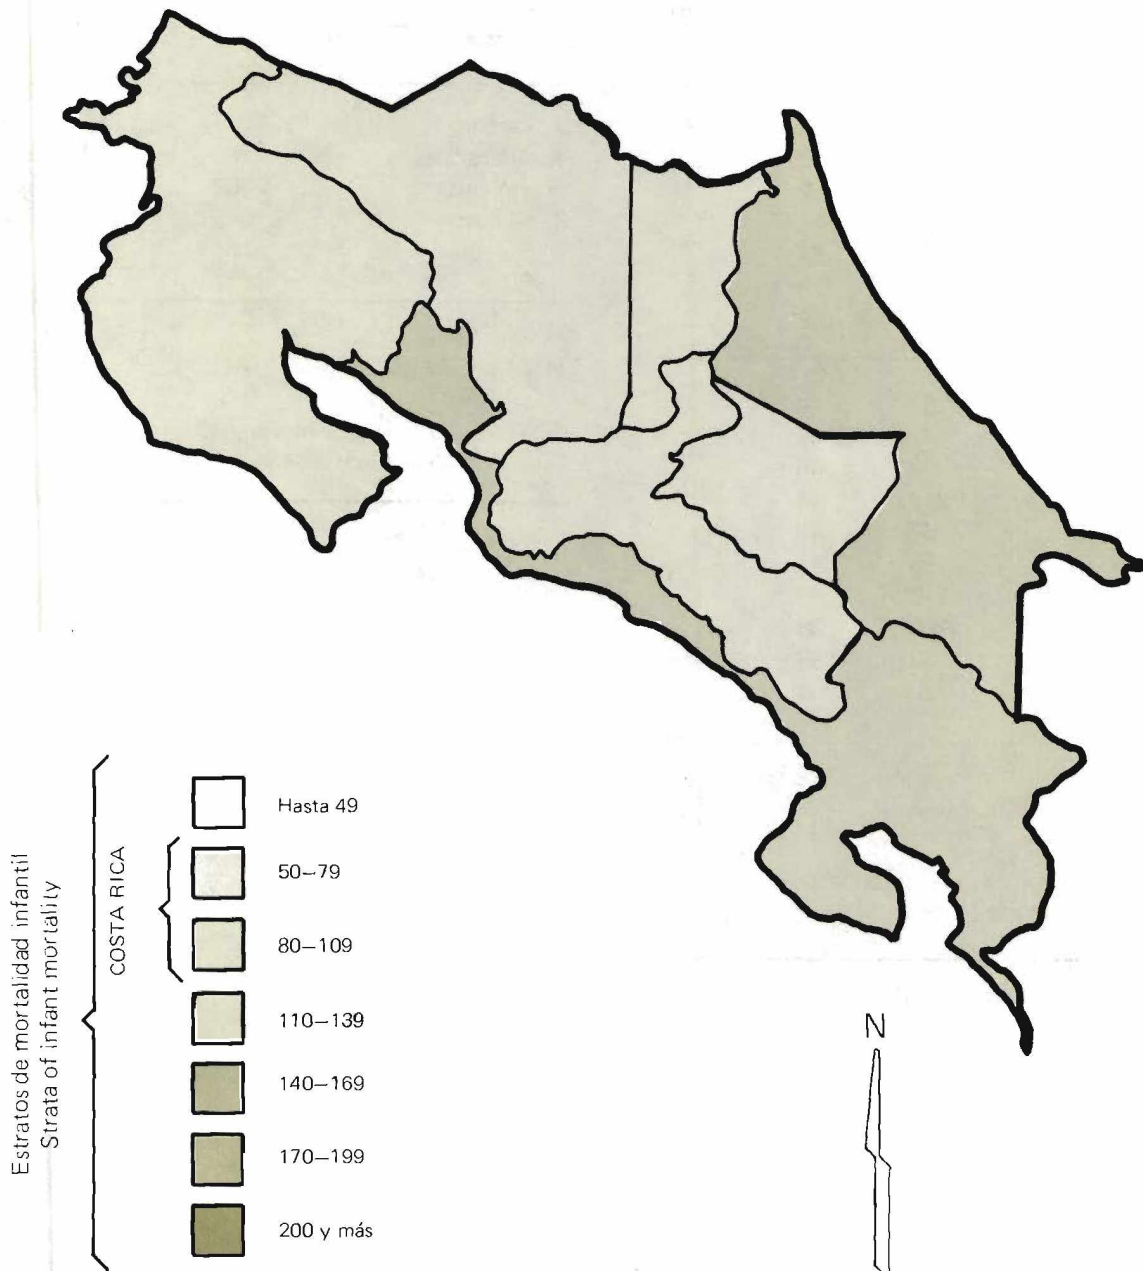 Estratos de mortalidad infantil
Strata of infant mortality
COSTA RICA
Hasta 49
50–79
80–109
110–139
140–169
170–199
200 y más
N